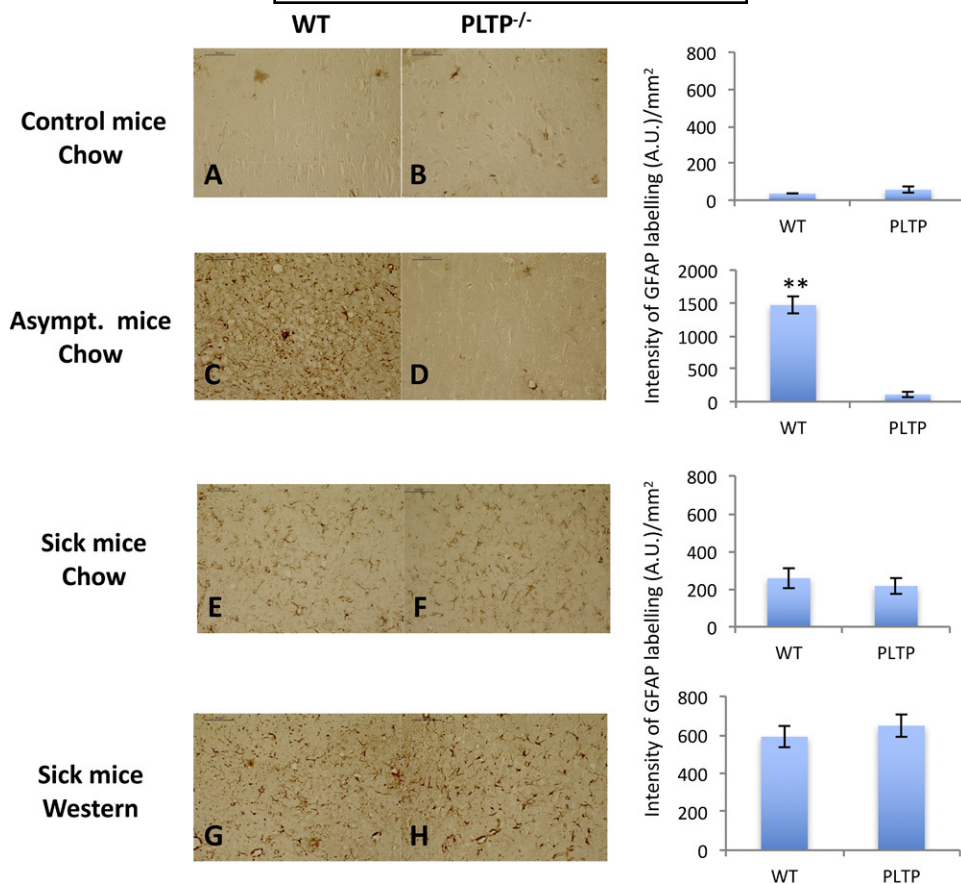 WT PLTP-/-
Control mice
Chow
A B
Asympt. mice
Chow
C D
Sick mice
Chow
E F
Sick mice
Western
G H
Intensity of GFAP labelling (A.U.)/mm2
800
600
400
200
0
WT PLTP
2000
1500
1000
500
0
**
WT PLTP
Intensity of GFAP labelling (A.U.)/mm2
800
600
400
200
0
WT PLTP
800
600
400
200
0
WT PLTP